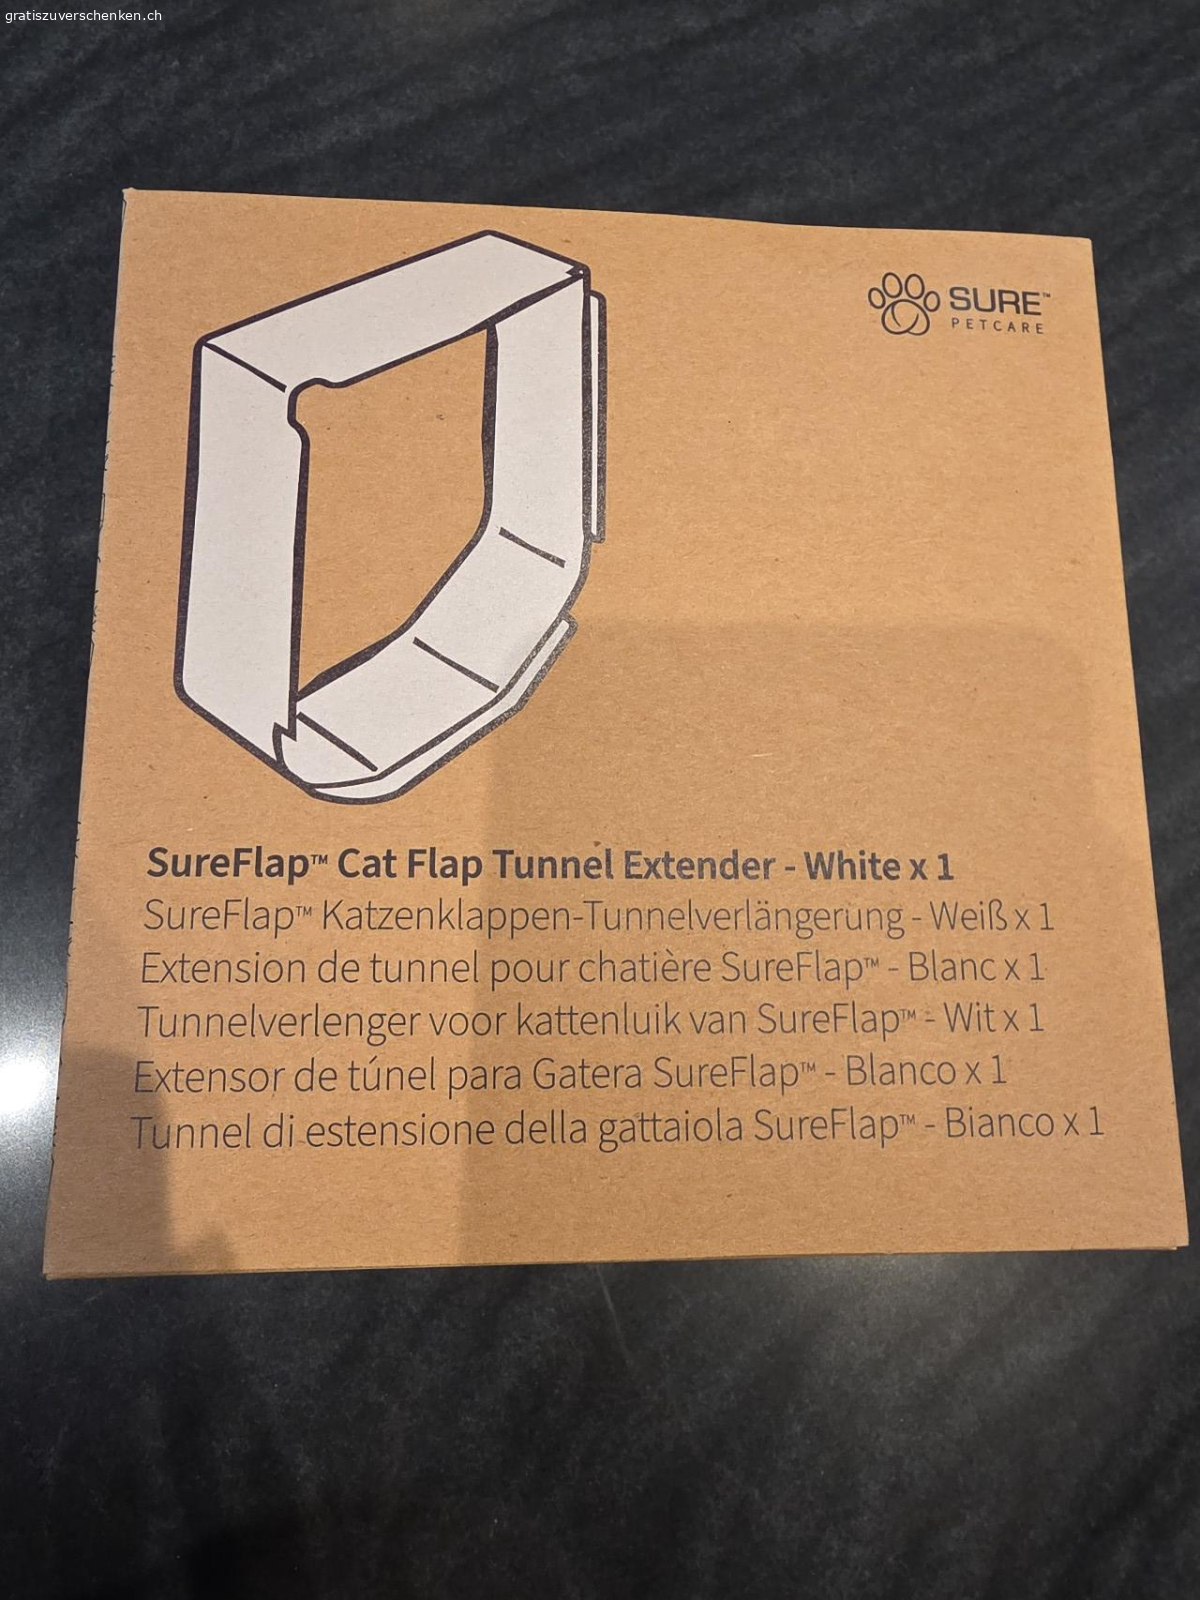 gratiszuverschenken.ch
SURE™
PETCARE
SureFlap™ Cat Flap Tunnel Extender - White x 1
SureFlap™ Katzenklappen-Tunnelverlängerung - Weiß x 1
Extension de tunnel pour chatière SureFlap™ - Blanc x 1
Tunnelverlenger voor kattenluik van SureFlap™ - Wit x 1
Extensor de túnel para Gatera SureFlap™ - Blanco x 1
Tunnel di estensione della gattaiola SureFlap™ - Bianco x 1